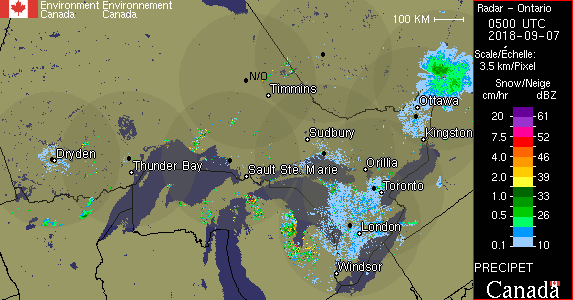 Environment Environnement
Canada Canada
100 KM
N/O
Timmins
Ottawa
Sudbury
Kingston
Dryden
Thunder Bay
Sault Ste. Marie
Orillia
Toronto
London
Windsor
Radar - Ontario
0500 UTC
2018-09-07
Scale/Échelle:
3.5 km/Pixel
Snow/Neige
cm/hr dBZ
20 61
7.5 57
5.5 52
4.0 46
2.0 39
1.0 33
0.5 26
0.1 10
PRECIPET
Canada